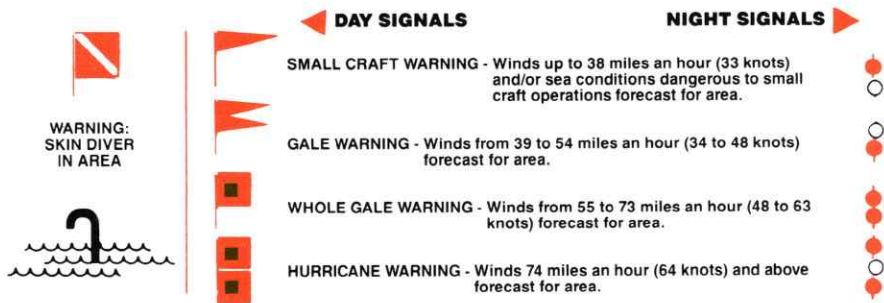 DAY SIGNALS
NIGHT SIGNALS
SMALL CRAFT WARNING - Winds up to 38 miles an hour (33 knots)
and/or sea conditions dangerous to small
craft operations forecast for area.
WARNING:
SKIN DIVER
IN AREA
GALE WARNING - Winds from 39 to 54 miles an hour (34 to 48 knots)
forecast for area.
WHOLE GALE WARNING - Winds from 55 to 73 miles an hour (48 to 63
knots) forecast for area.
HURRICANE WARNING - Winds 74 miles an hour (64 knots) and above
forecast for area.